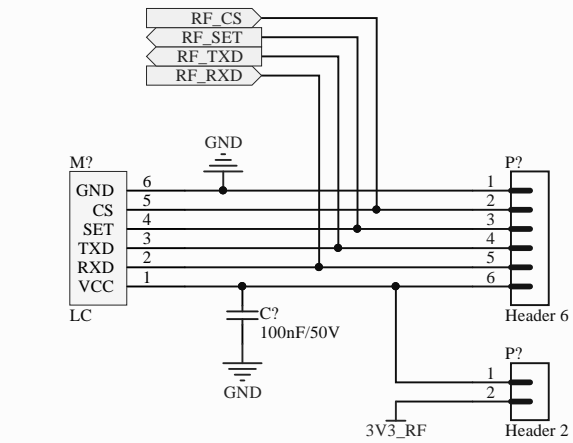 RF_CS
RF_SET
RF_TXD
RF_RXD
GND
M?
P?
GND 6 1
CS 5 2
SET 4 3
TXD 3 4
RXD 2 5
VCC 1 6
LC
C?
100nF/50V
Header 6
GND
P?
1
2
3V3_RF
Header 2